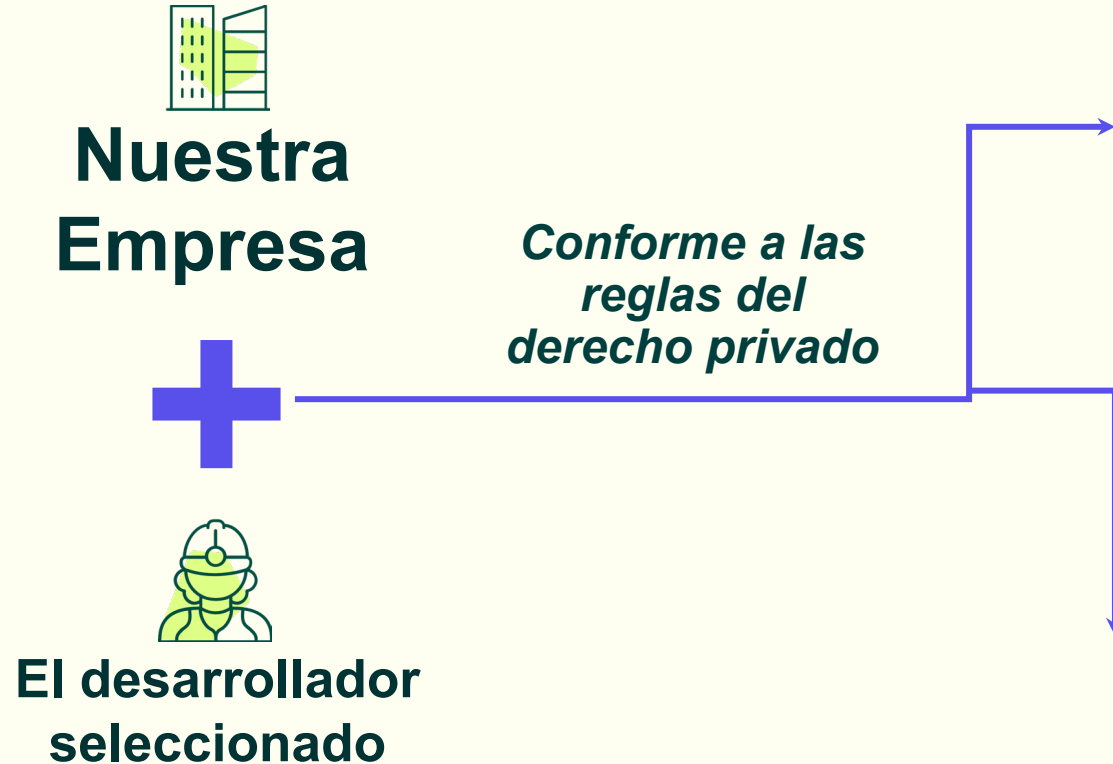 Nuestra
Empresa
Conforme a las
reglas del
derecho privado
El desarrollador
seleccionado